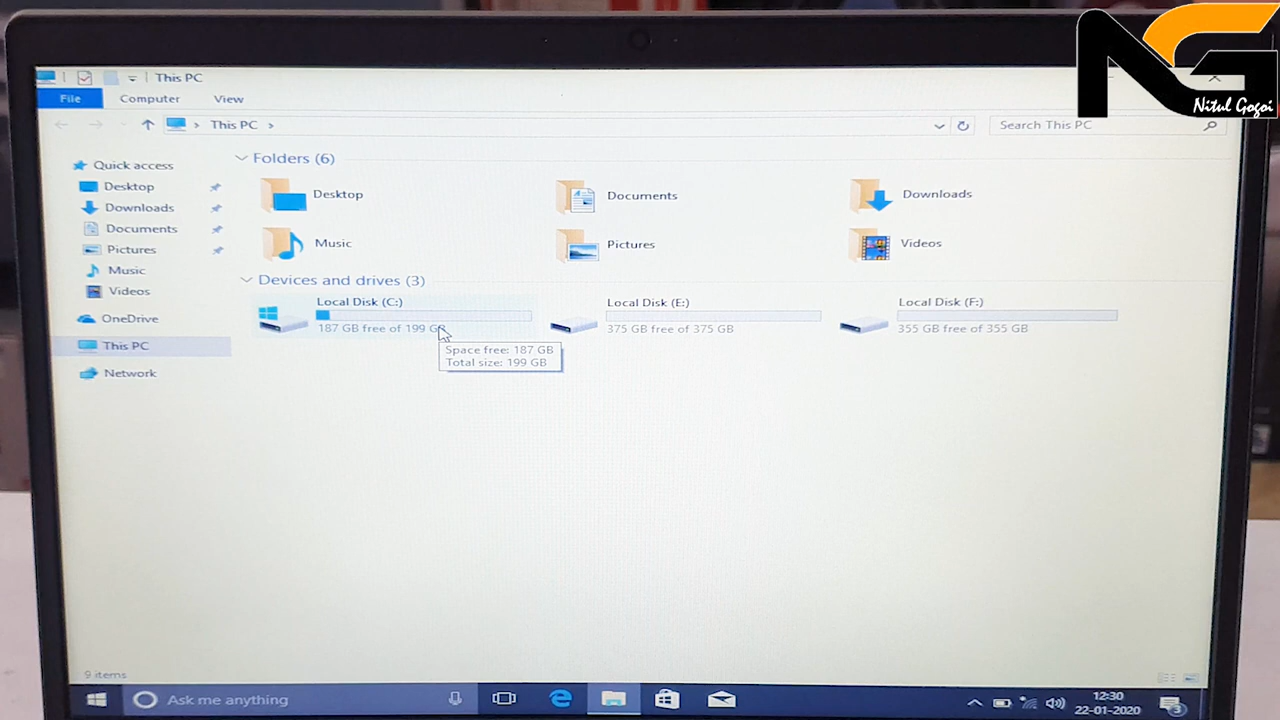 NG
Nitul Gogoi
This PC
File Computer View
This PC
Search This PC
Quick access
Desktop
Downloads
Documents
Pictures
Music
Videos
OneDrive
This PC
Network
Folders (6)
Desktop
Documents
Downloads
Music
Pictures
Videos
Devices and drives (3)
Local Disk (C:)
187 GB free of 199 GB
Space free: 187 GB
Total size: 199 GB
Local Disk (E:)
375 GB free of 375 GB
Local Disk (F:)
355 GB free of 355 GB
9 items
Ask me anything
12:30
22-01-2020
3